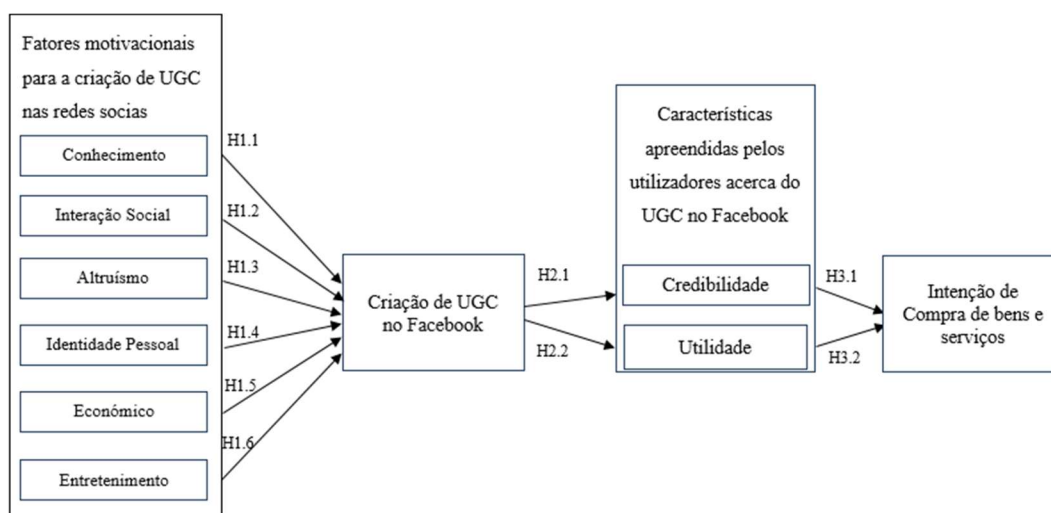 Fatores motivacionais
para a criação de UGC
nas redes socias
Conhecimento
Interação Social
Altruísmo
Identidade Pessoal
Económico
Entretenimento
H1.1
H1.2
H1.3
H1.4
H1.5
H1.6
Criação de UGC
no Facebook
H2.1
H2.2
Características
apreendidas pelos
utilizadores acerca do
UGC no Facebook
Credibilidade
Utilidade
H3.1
H3.2
Intenção de
Compra de bens e
serviços